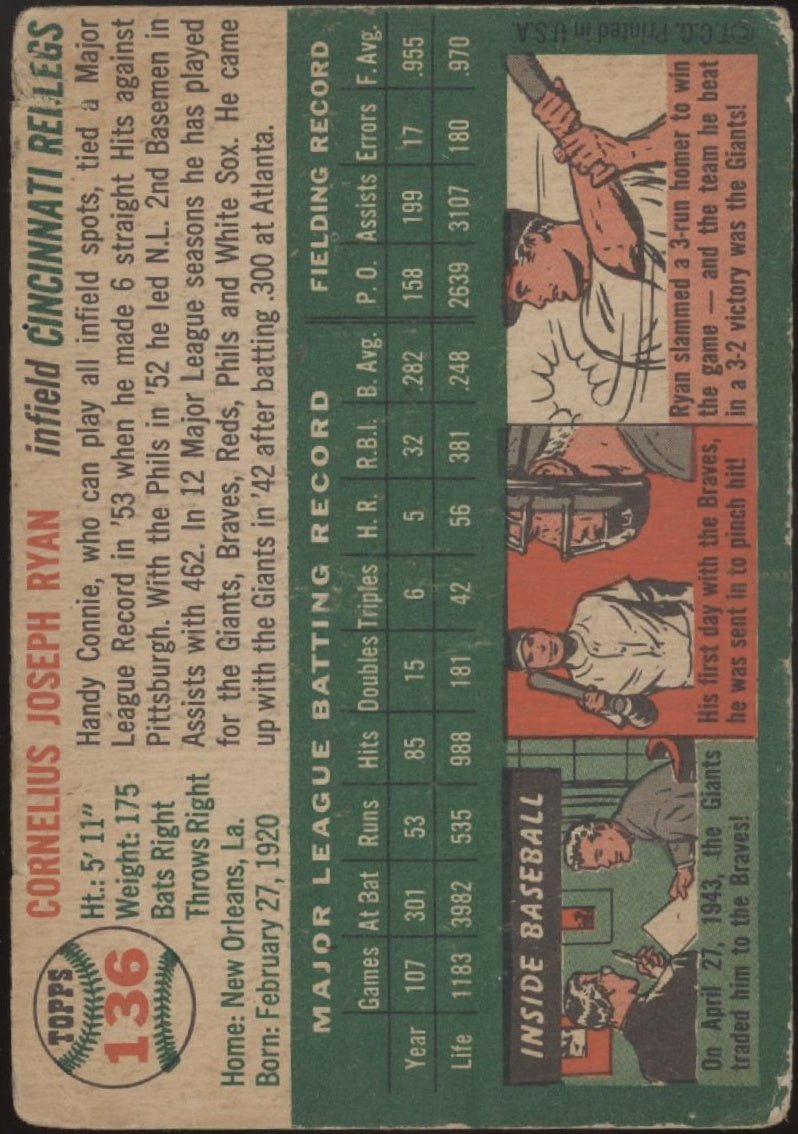 TOPPS
136
CORNELIUS JOSEPH RYAN infield CINCINNATI REDLEGS
Ht.: 5' 11"
Weight: 175
Bats Right
Throws Right
Home: New Orleans, La.
Born: February 27, 1920
Handy Connie, who can play all infield spots, tied a Major
League Record in '53 when he made 6 straight Hits against
Pittsburgh. With the Phils in '52 he led N.L. 2nd Basemen in
Assists with 462. In 12 Major League seasons he has played
for the Giants, Braves, Reds, Phils and White Sox. He came
up with the Giants in '42 after batting .300 at Atlanta.
MAJOR LEAGUE BATTING RECORD FIELDING RECORD
Games At Bat Runs Hits Doubles Triples H. R. R.B.I. B. Avg. P. O. Assists Errors F. Avg.
Year 107 301 53 85 15 6 5 32 .282 158 199 17 .955
Life 1183 3982 535 988 181 42 56 381 .248 2639 3107 180 .970
INSIDE BASEBALL
On April 27, 1943, the Giants
traded him to the Braves!
His first day with the Braves,
he was sent in to pinch hit!
Ryan slammed a 3-run homer to win
the game — and the team he beat
in a 3-2 victory was the Giants!
©T.C.G. Printed in U.S.A.